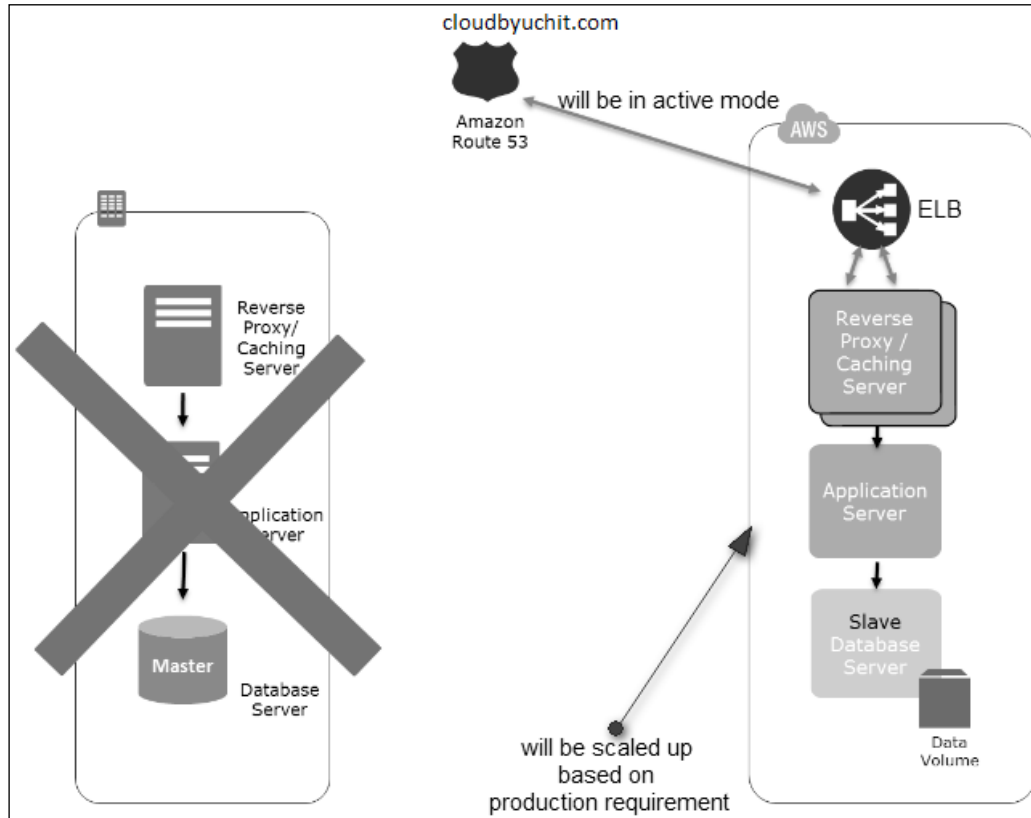 cloudbyuchit.com
Amazon
Route 53
will be in active mode
AWS
ELB
Reverse
Proxy /
Caching
Server
Application
Server
Slave
Database
Server
Data
Volume
Reverse
Proxy/
Caching
Server
Application
Server
Master
Database
Server
will be scaled up
based on
production requirement